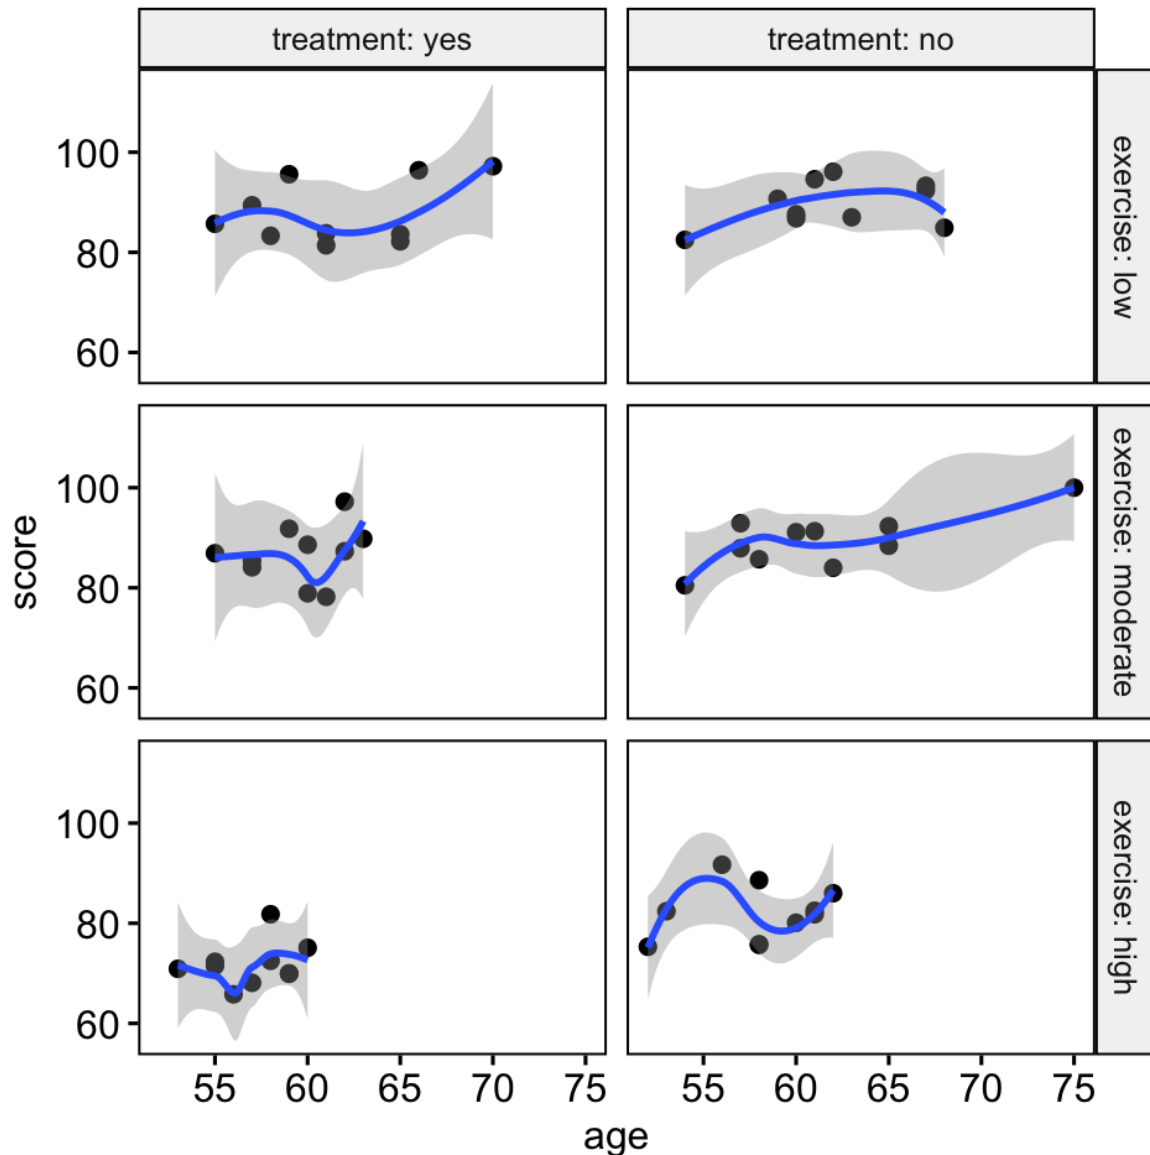 treatment: yes
treatment: no
100
80
60
exercise: low
100
80
60
exercise: moderate
score
100
80
60
exercise: high
55 60 65 70 75
55 60 65 70 75
age